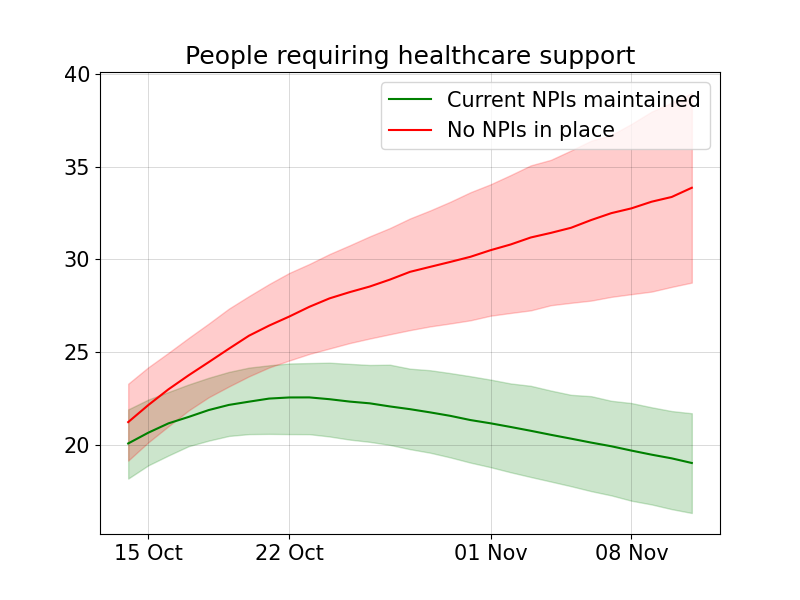 People requiring healthcare support
Current NPIs maintained
No NPIs in place
40
35
30
25
20
15 Oct
22 Oct
01 Nov
08 Nov